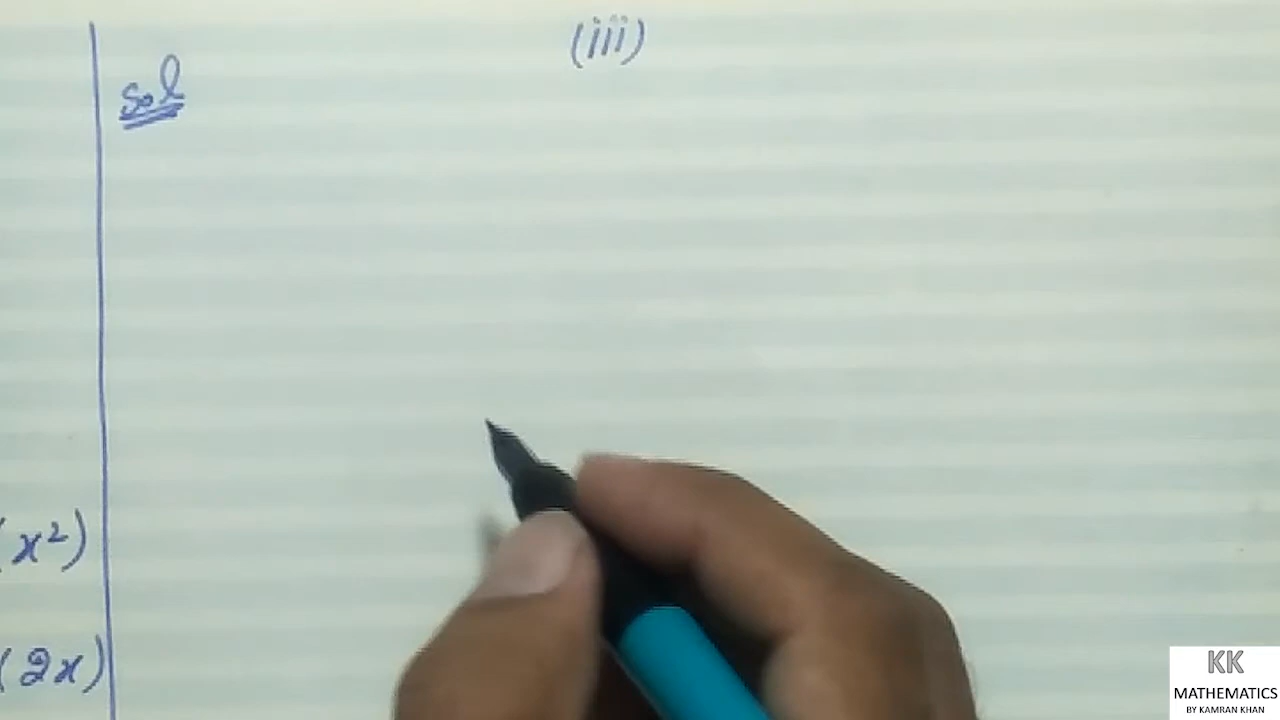 (iii)
Sol
(x²)
(2x)
KK
MATHEMATICS
BY KAMRAN KHAN